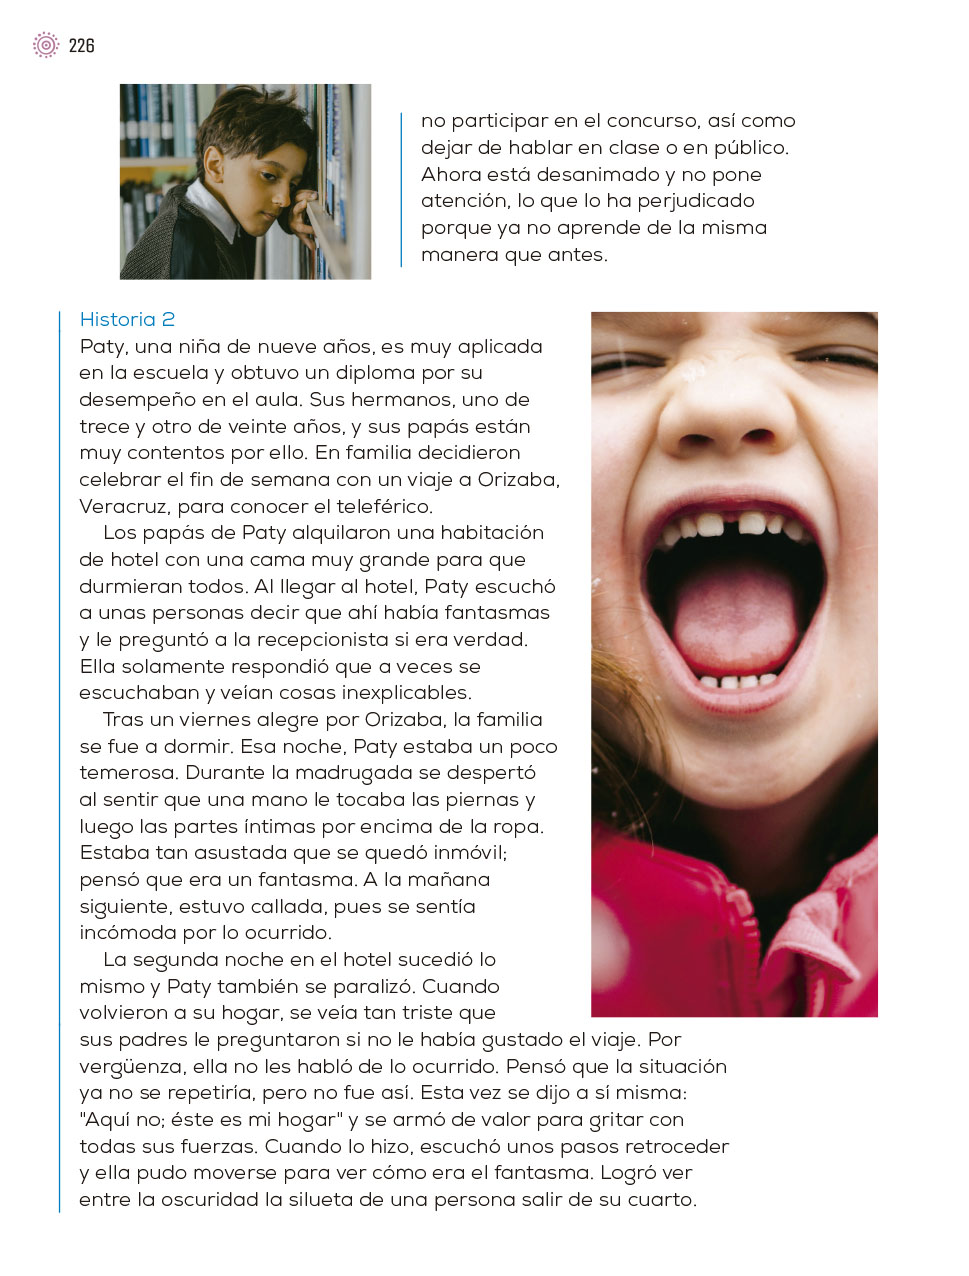 226
no participar en el concurso, así como
dejar de hablar en clase o en público.
Ahora está desanimado y no pone
atención, lo que lo ha perjudicado
porque ya no aprende de la misma
manera que antes.
Historia 2
Paty, una niña de nueve años, es muy aplicada
en la escuela y obtuvo un diploma por su
desempeño en el aula. Sus hermanos, uno de
trece y otro de veinte años, y sus papás están
muy contentos por ello. En familia decidieron
celebrar el fin de semana con un viaje a Orizaba,
Veracruz, para conocer el teleférico.
Los papás de Paty alquilaron una habitación
de hotel con una cama muy grande para que
durmieran todos. Al llegar al hotel, Paty escuchó
a unas personas decir que ahí había fantasmas
y le preguntó a la recepcionista si era verdad.
Ella solamente respondió que a veces se
escuchaban y veían cosas inexplicables.
Tras un viernes alegre por Orizaba, la familia
se fue a dormir. Esa noche, Paty estaba un poco
temerosa. Durante la madrugada se despertó
al sentir que una mano le tocaba las piernas y
luego las partes íntimas por encima de la ropa.
Estaba tan asustada que se quedó inmóvil;
pensó que era un fantasma. A la mañana
siguiente, estuvo callada, pues se sentía
incómoda por lo ocurrido.
La segunda noche en el hotel sucedió lo
mismo y Paty también se paralizó. Cuando
volvieron a su hogar, se veía tan triste que
sus padres le preguntaron si no le había gustado el viaje. Por
vergüenza, ella no les habló de lo ocurrido. Pensó que la situación
ya no se repetiría, pero no fue así. Esta vez se dijo a sí misma:
"Aquí no; éste es mi hogar" y se armó de valor para gritar con
todas sus fuerzas. Cuando lo hizo, escuchó unos pasos retroceder
y ella pudo moverse para ver cómo era el fantasma. Logró ver
entre la oscuridad la silueta de una persona salir de su cuarto.